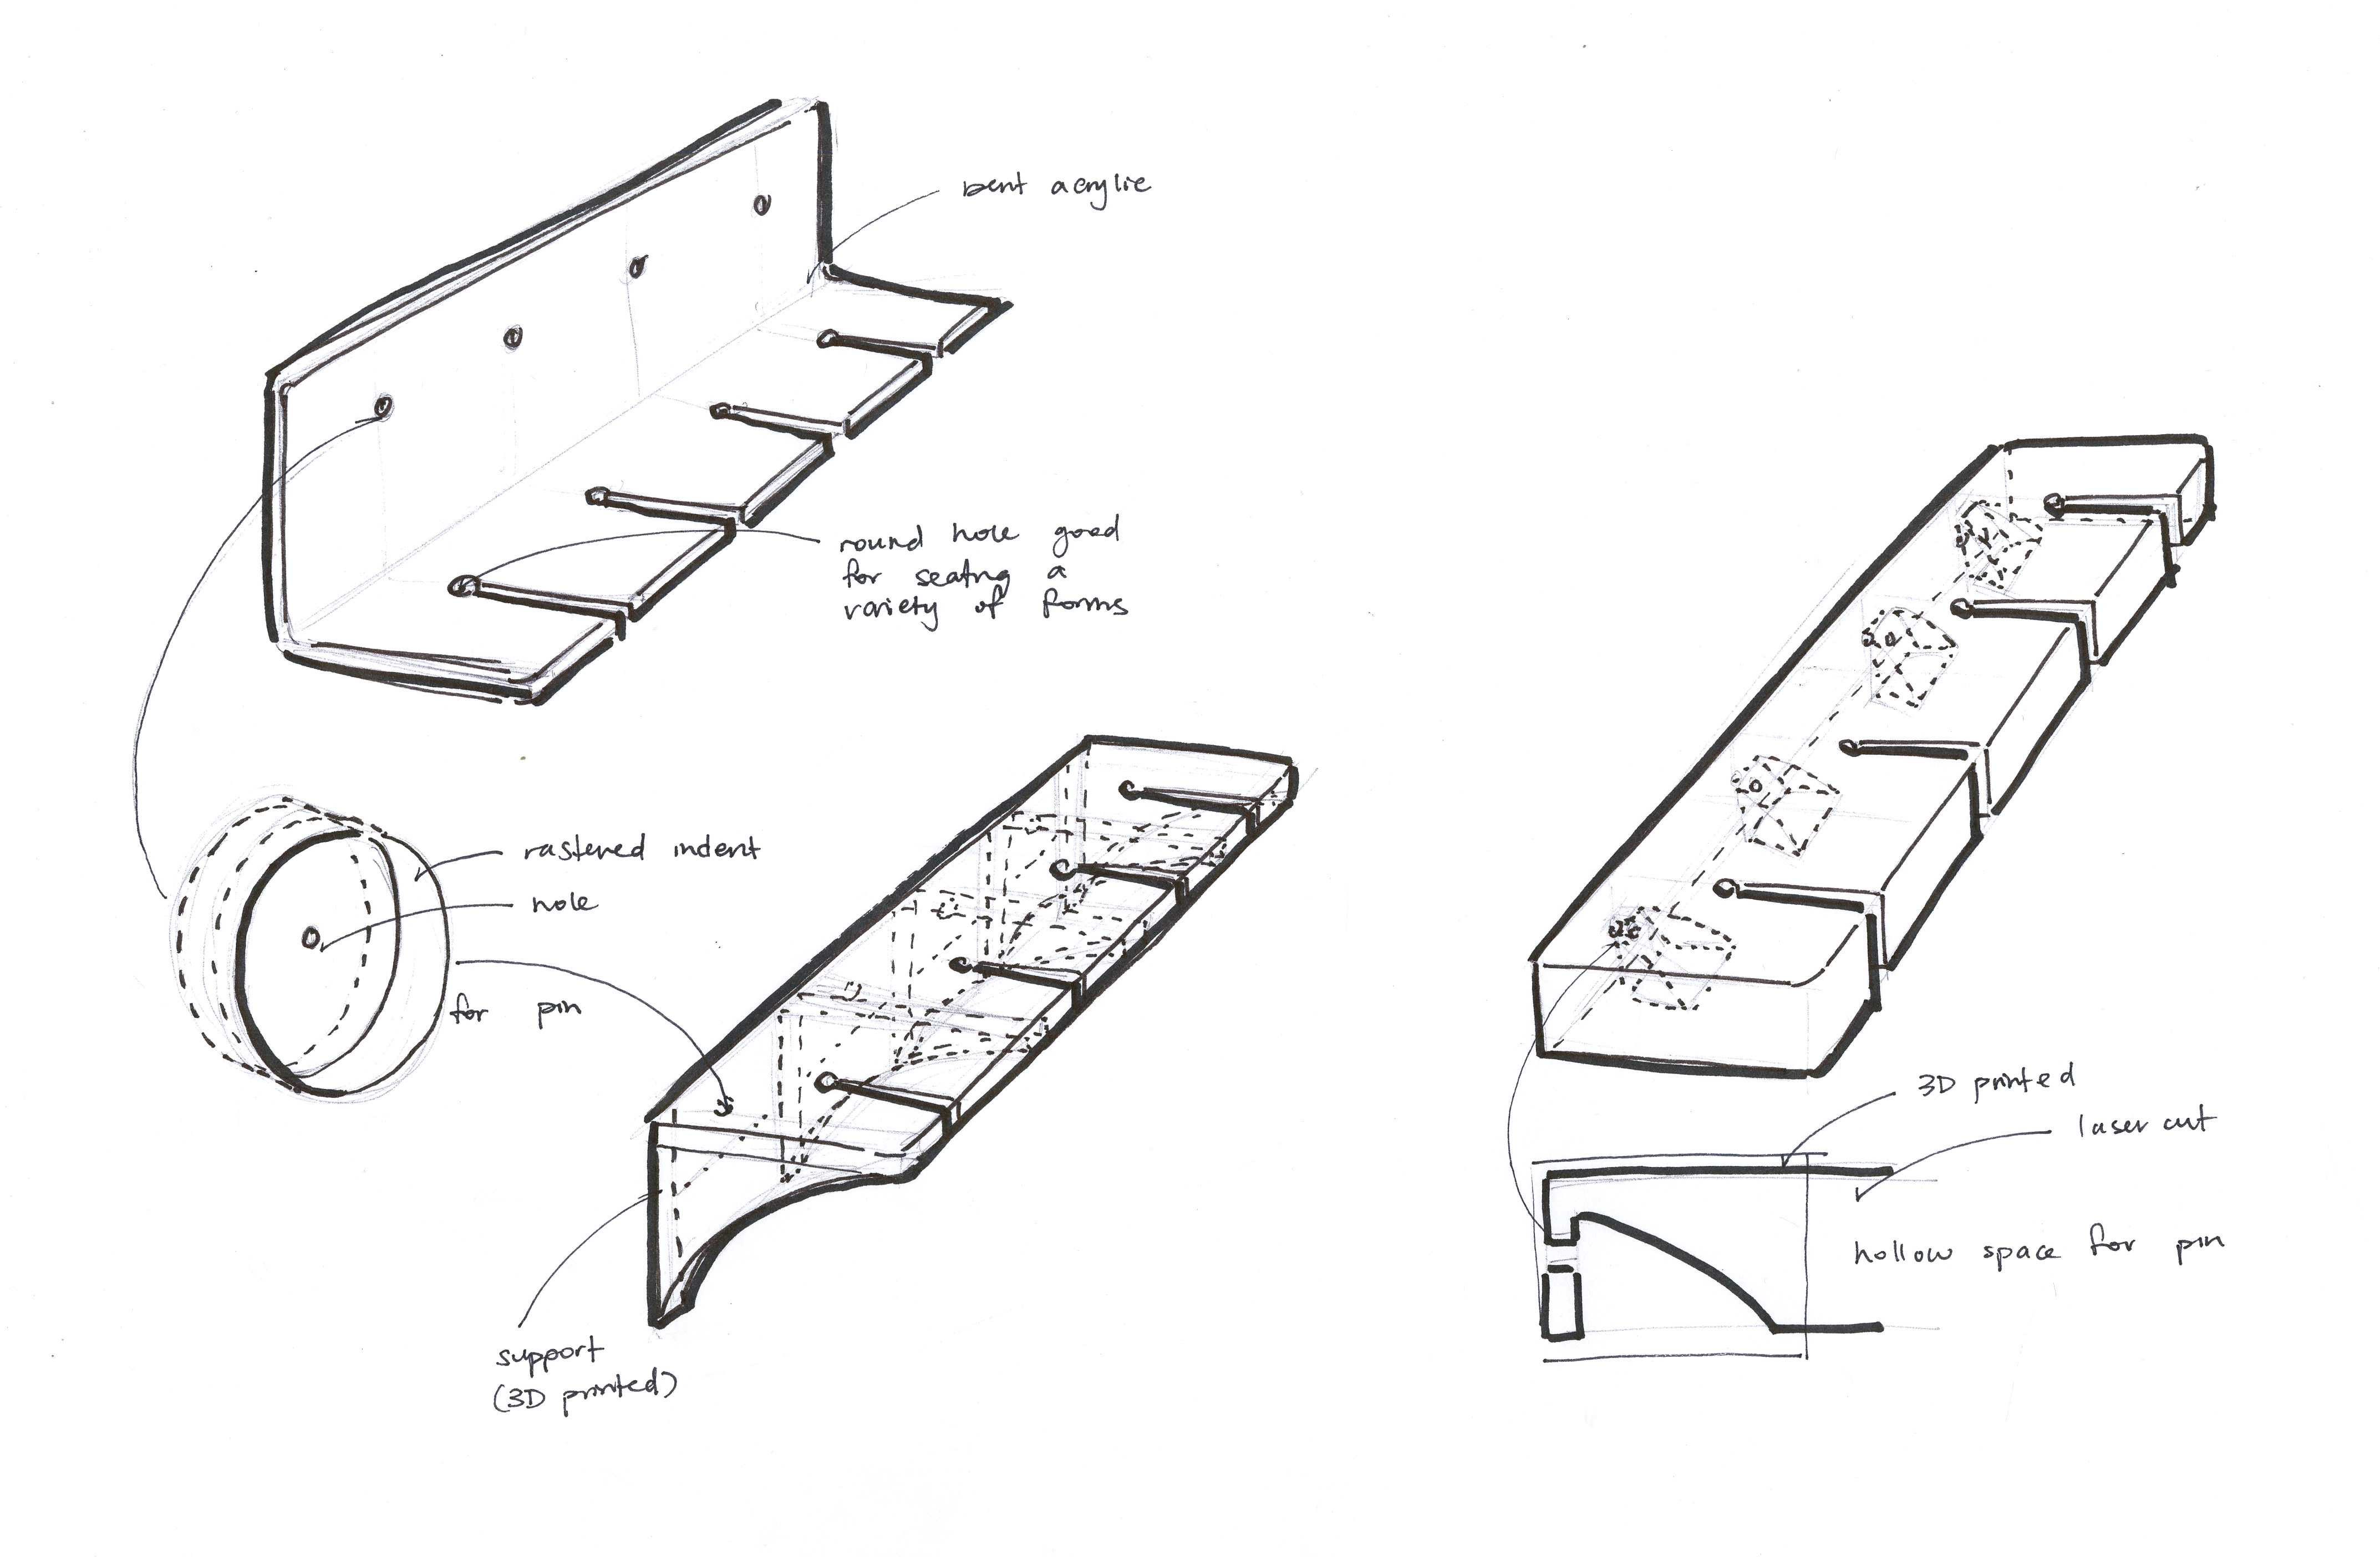 bent acrylic
round hole good
for seating a
variety of forms
rastered indent
hole
for pin
support
(3D printed)
3D printed
laser cut
hollow space for pin